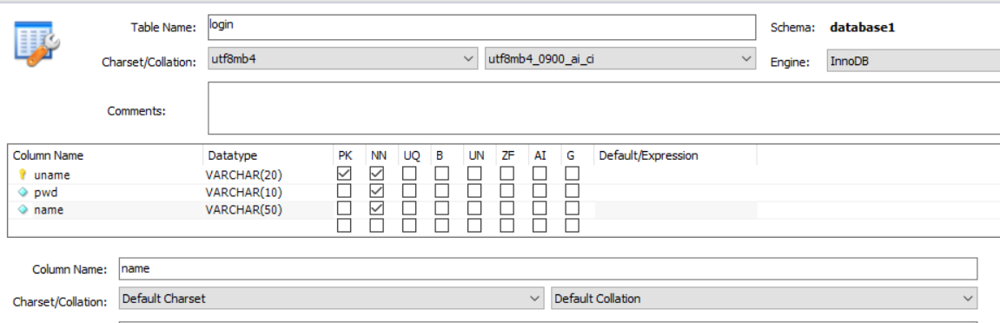 Table Name: login Schema: database1
Charset/Collation: utf8mb4 utf8mb4_0900_ai_ci Engine: InnoDB
Comments:
Column Name Datatype PK NN UQ B UN ZF AI G Default/Expression
uname VARCHAR(20)
pwd VARCHAR(10)
name VARCHAR(50)
Column Name: name
Charset/Collation: Default Charset Default Collation